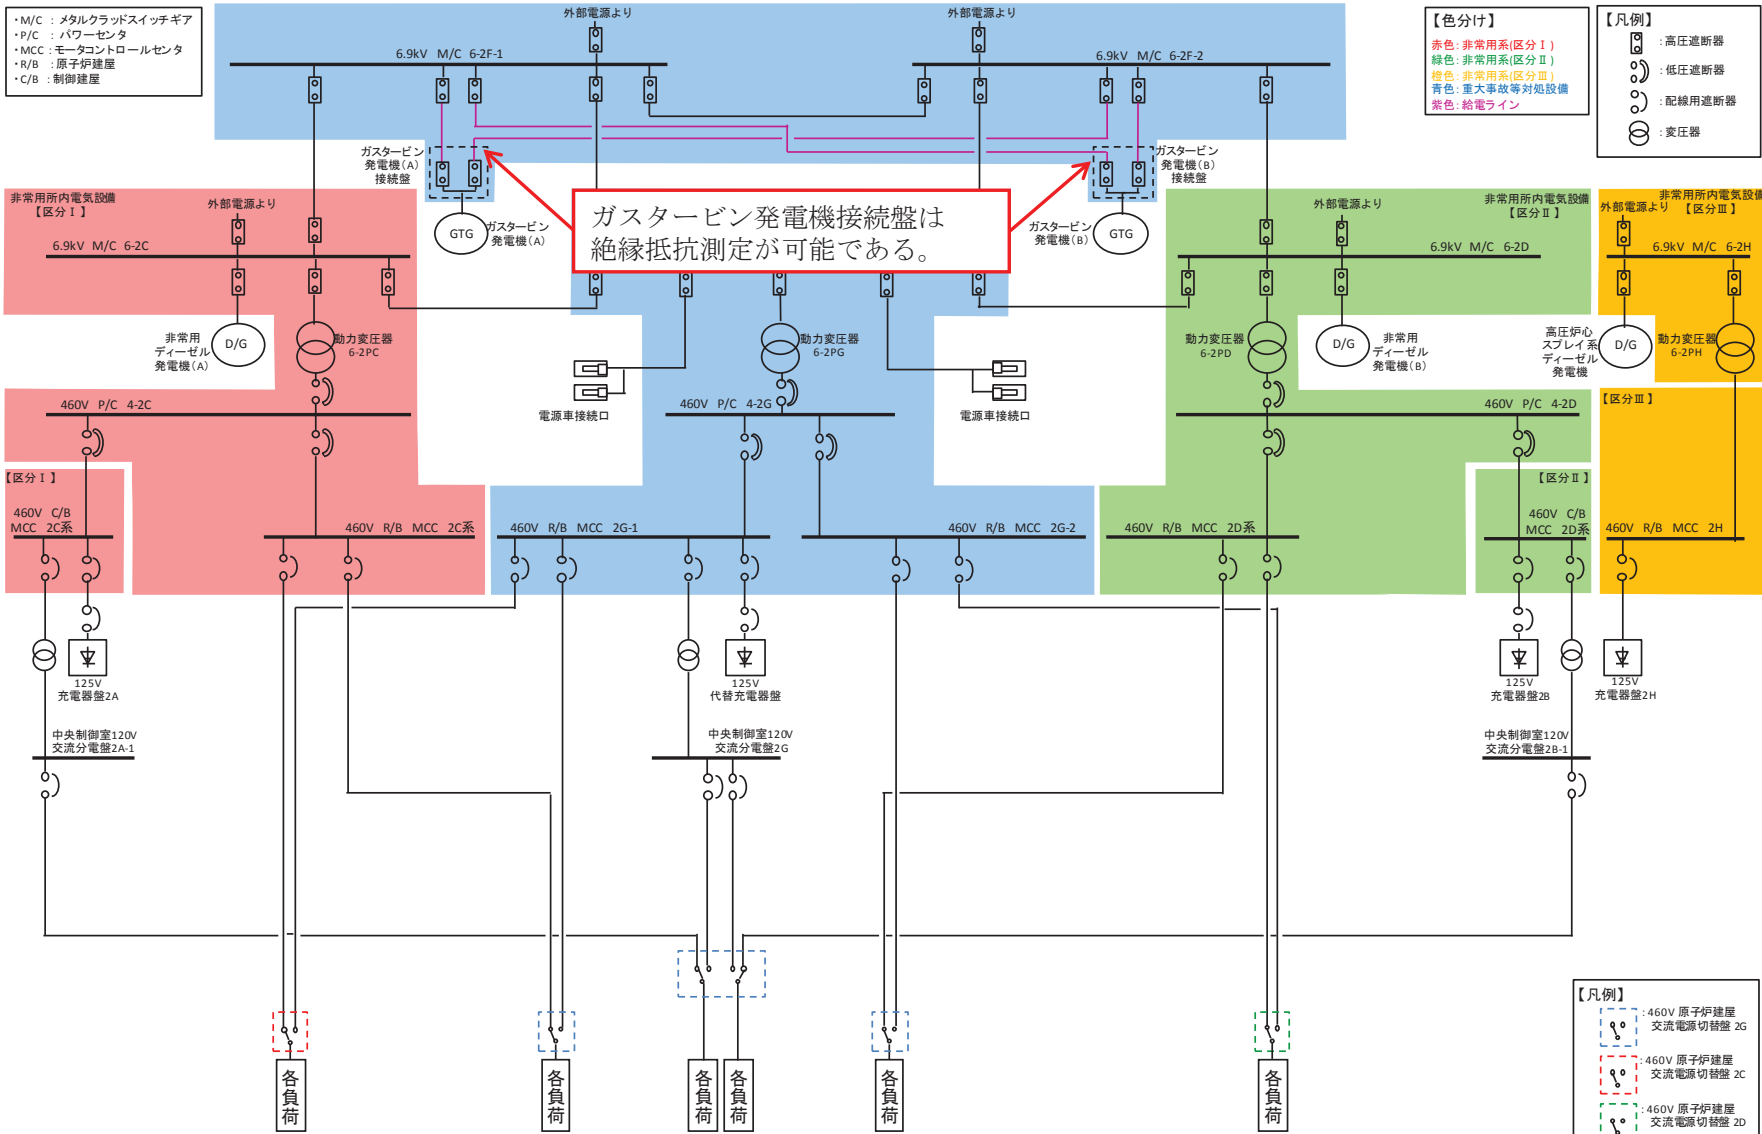 ・M/C : メタルクラッドスイッチギア
・P/C : パワーセンタ
・MCC : モータコントロールセンタ
・R/B : 原子炉建屋
・C/B : 制御建屋
外部電源より
外部電源より
6.9kV M/C 6-2F-1
6.9kV M/C 6-2F-2
【色分け】
赤色 : 非常用系(区分Ⅰ)
緑色 : 非常用系(区分Ⅱ)
橙色 : 非常用系(区分Ⅲ)
青色 : 重大事故等対処設備
紫色 : 給電ライン
【凡例】
: 高圧遮断器
: 低圧遮断器
: 配線用遮断器
: 変圧器
ガスタービン
発電機(A)
接続盤
ガスタービン
発電機(B)
接続盤
ガスタービン発電機接続盤は
絶縁抵抗測定が可能である。
GTG
ガスタービン
発電機(A)
ガスタービン
発電機(B)
GTG
非常用所内電気設備
【区分Ⅰ】
外部電源より
6.9kV M/C 6-2C
非常用所内電気設備
【区分Ⅱ】
外部電源より
6.9kV M/C 6-2D
非常用所内電気設備
【区分Ⅲ】
外部電源より
6.9kV M/C 6-2H
非常用
ディーゼル
発電機(A)
D/G
動力変圧器
6-2PC
動力変圧器
6-2PG
動力変圧器
6-2PD
D/G
非常用
ディーゼル
発電機(B)
高圧炉心
スプレイ系
ディーゼル
発電機
D/G
動力変圧器
6-2PH
電源車接続口
電源車接続口
460V P/C 4-2C
460V P/C 4-2G
460V P/C 4-2D
【区分Ⅲ】
【区分Ⅰ】
【区分Ⅱ】
460V C/B
MCC 2C系
460V R/B MCC 2C系
460V R/B MCC 2G-1
460V R/B MCC 2G-2
460V R/B MCC 2D系
460V C/B
MCC 2D系
460V R/B MCC 2H
125V
充電器盤2A
125V
代替充電器盤
125V
充電器盤2B
125V
充電器盤2H
中央制御室120V
交流分電盤2A-1
中央制御室120V
交流分電盤2G
中央制御室120V
交流分電盤2B-1
各負荷
各負荷
各負荷
各負荷
各負荷
各負荷
【凡例】
: 460V 原子炉建屋
交流電源切替盤 2G
: 460V 原子炉建屋
交流電源切替盤 2C
: 460V 原子炉建屋
交流電源切替盤 2D